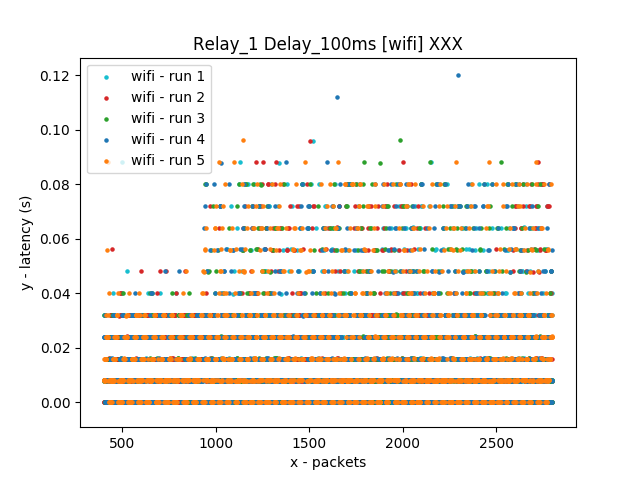 Relay_1 Delay_100ms [wifi] XXX
wifi - run 1
wifi - run 2
wifi - run 3
wifi - run 4
wifi - run 5
y - latency (s)
0.12
0.10
0.08
0.06
0.04
0.02
0.00
500 1000 1500 2000 2500
x - packets